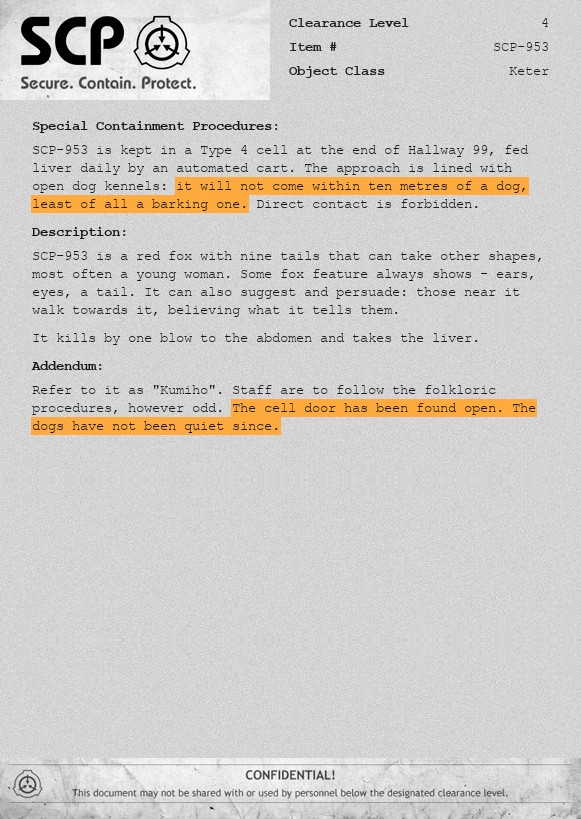 SCP
Secure. Contain. Protect.
Clearance Level 4
Item # SCP-953
Object Class Keter
Special Containment Procedures:
SCP-953 is kept in a Type 4 cell at the end of Hallway 99, fed
liver daily by an automated cart. The approach is lined with
open dog kennels: it will not come within ten metres of a dog,
least of all a barking one. Direct contact is forbidden.
Description:
SCP-953 is a red fox with nine tails that can take other shapes,
most often a young woman. Some fox feature always shows - ears,
eyes, a tail. It can also suggest and persuade: those near it
walk towards it, believing what it tells them.
It kills by one blow to the abdomen and takes the liver.
Addendum:
Refer to it as "Kumiho". Staff are to follow the folkloric
procedures, however odd. The cell door has been found open. The
dogs have not been quiet since.
CONFIDENTIAL!
This document may not be shared with or used by personnel below the designated clearance level.